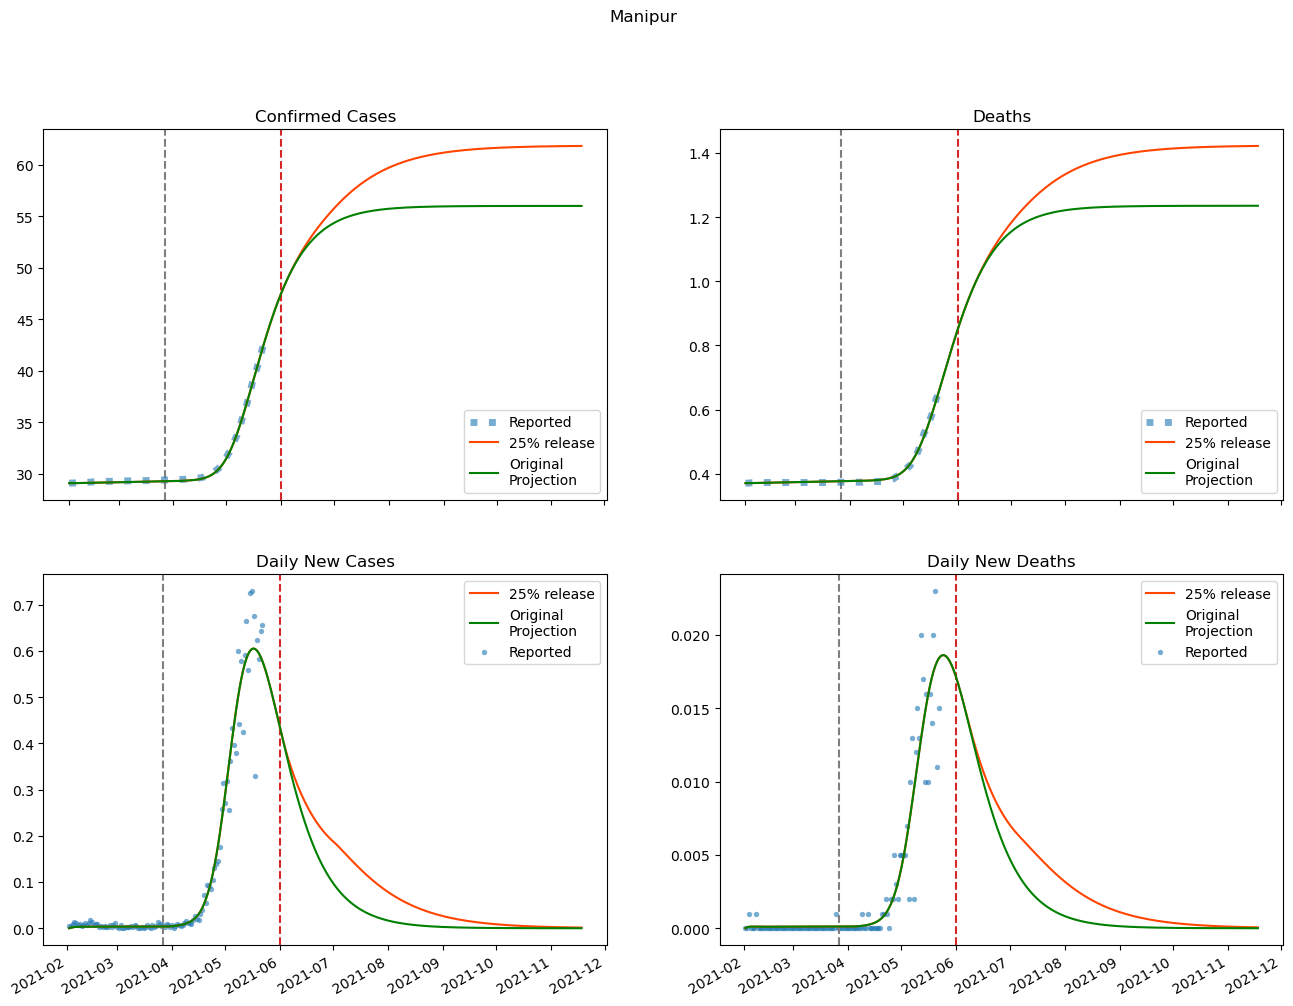 Manipur
Confirmed Cases
60
55
50
45
40
35
30
Reported
25% release
Original
Projection
Deaths
1.4
1.2
1.0
0.8
0.6
0.4
Reported
25% release
Original
Projection
Daily New Cases
0.7
0.6
0.5
0.4
0.3
0.2
0.1
0.0
25% release
Original
Projection
Reported
2021-02
2021-03
2021-04
2021-05
2021-06
2021-07
2021-08
2021-09
2021-10
2021-11
2021-12
Daily New Deaths
0.020
0.015
0.010
0.005
0.000
25% release
Original
Projection
Reported
2021-02
2021-03
2021-04
2021-05
2021-06
2021-07
2021-08
2021-09
2021-10
2021-11
2021-12